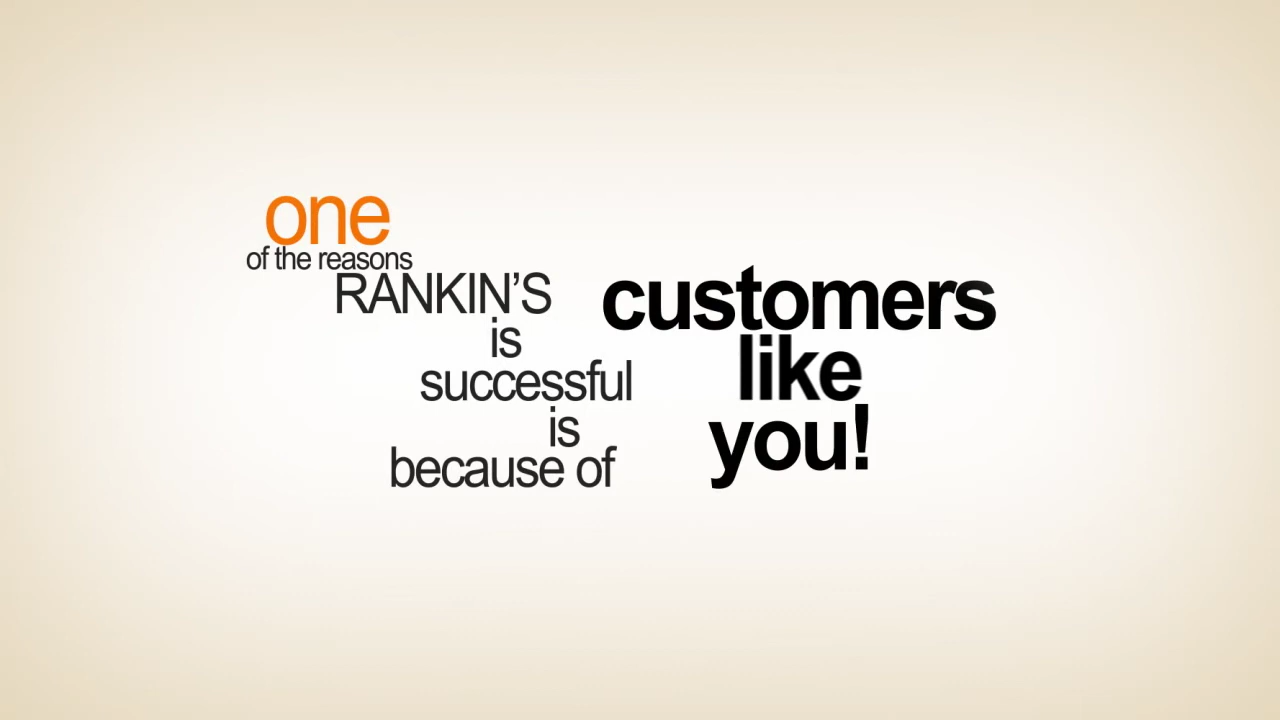 one
of the reasons
RANKIN’S
is
successful
is
because of
customers
like
you!